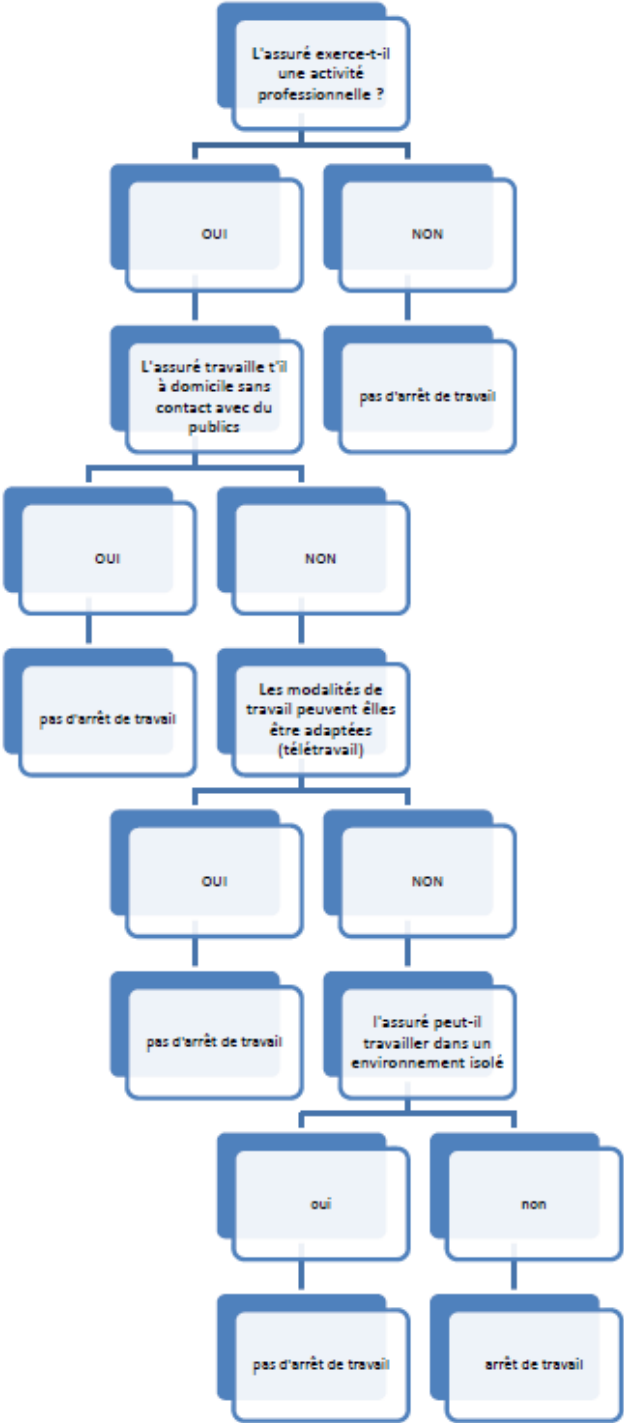 L'assuré exerce-t-il
une activité
professionnelle ?
OUI
NON
L'assuré travaille t'il
à domicile sans
contact avec du
publics
pas d'arrêt de travail
OUI
NON
pas d'arrêt de travail
Les modalités de
travail peuvent êlles
être adaptées
(télétravail)
OUI
NON
pas d'arrêt de travail
l'assuré peut-il
travailler dans un
environnement isolé
oui
non
pas d'arrêt de travail
arrêt de travail